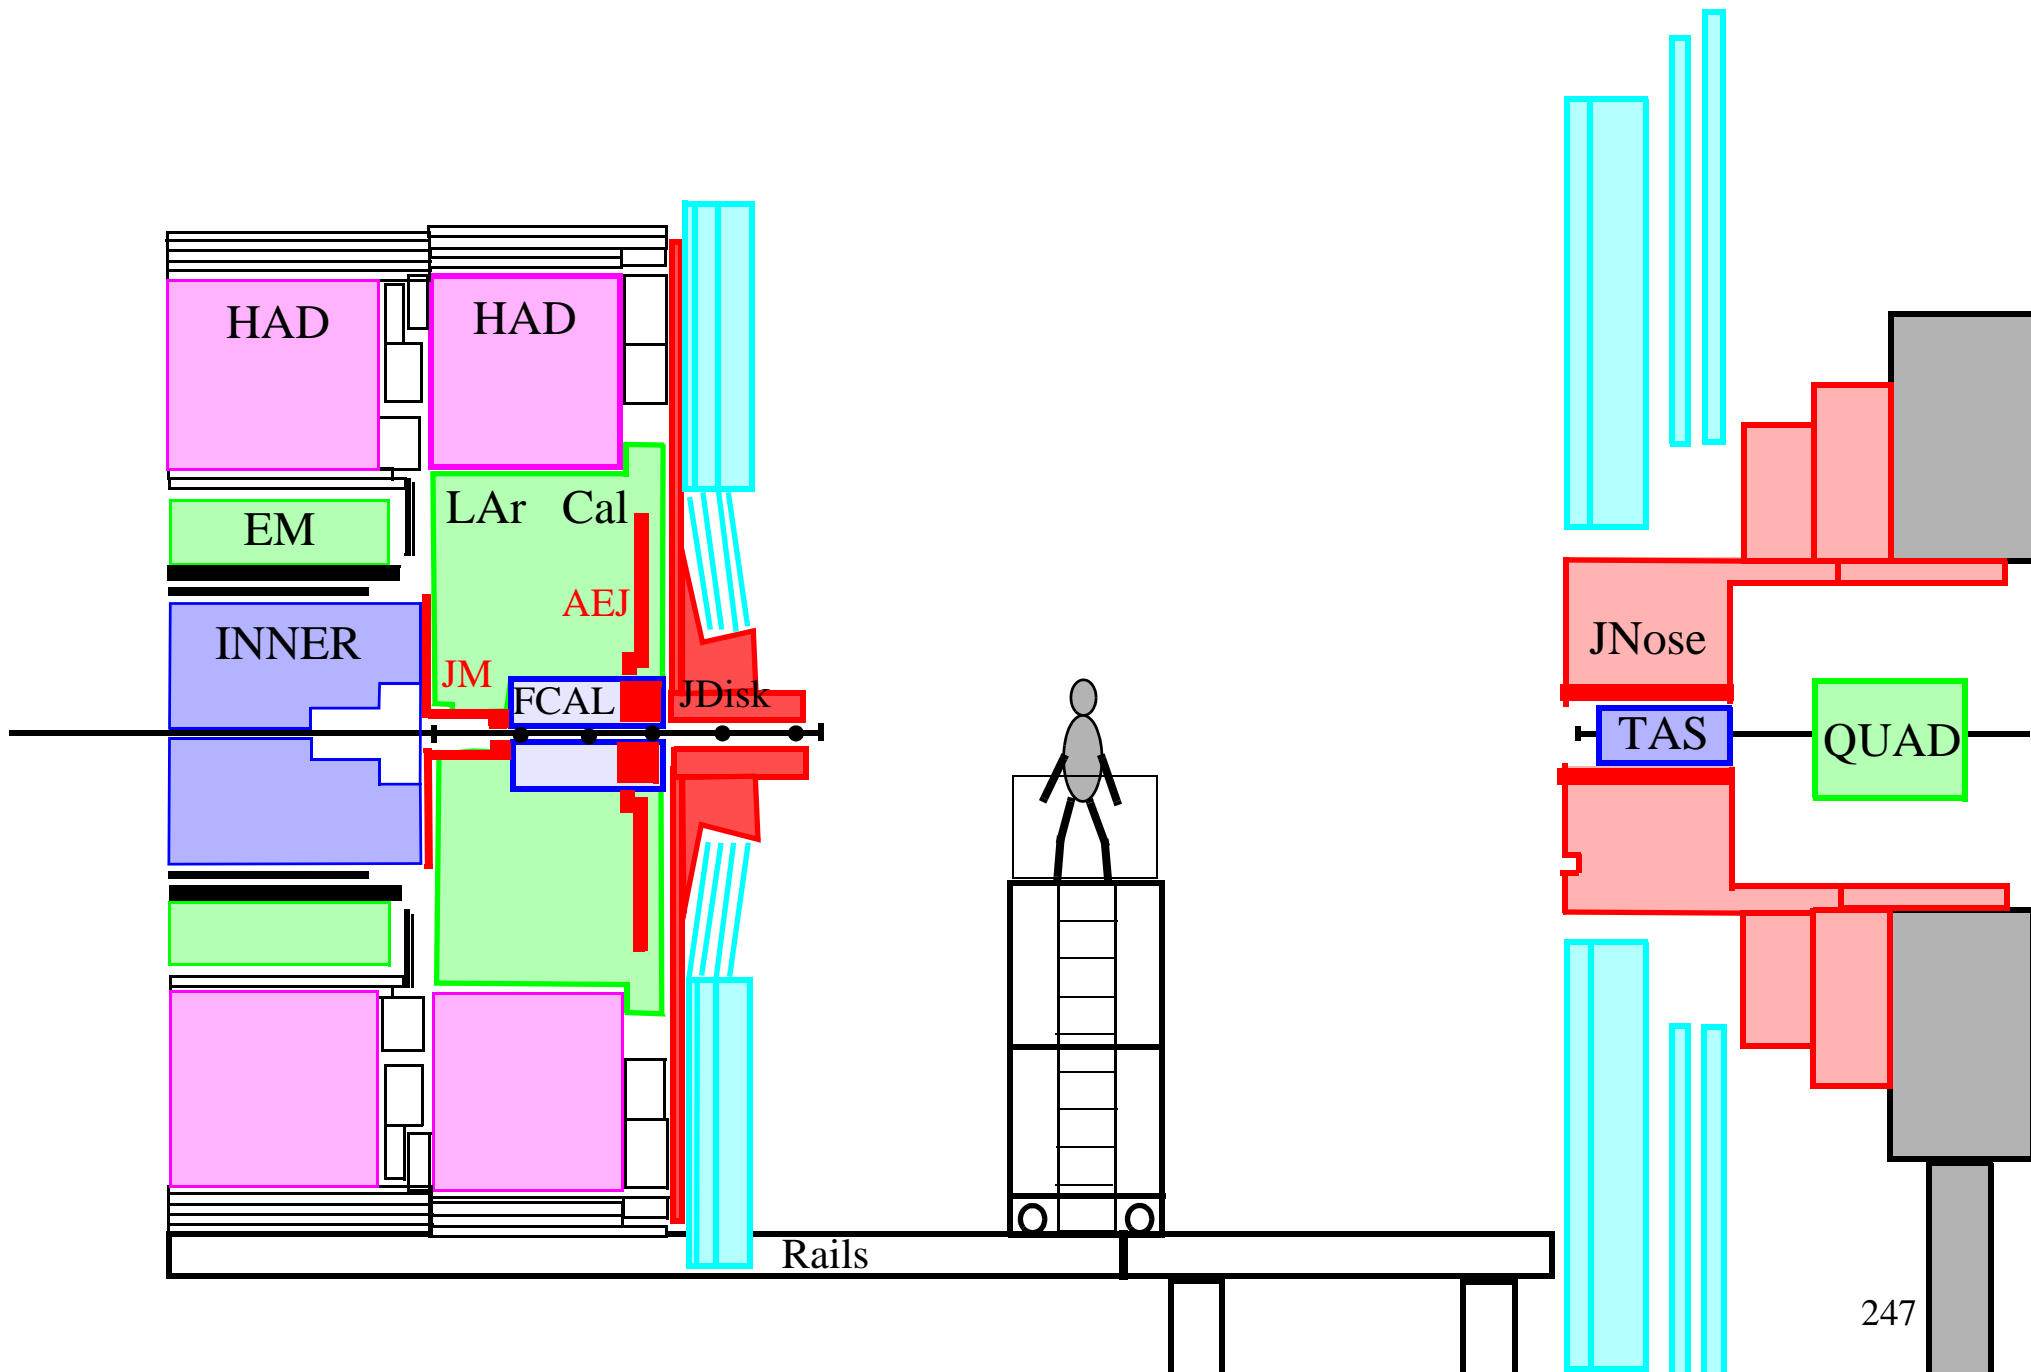 HAD
HAD
LAr Cal
EM
AEJ
INNER
JM
FCAL
JDisk
JNose
TAS
QUAD
Rails
247